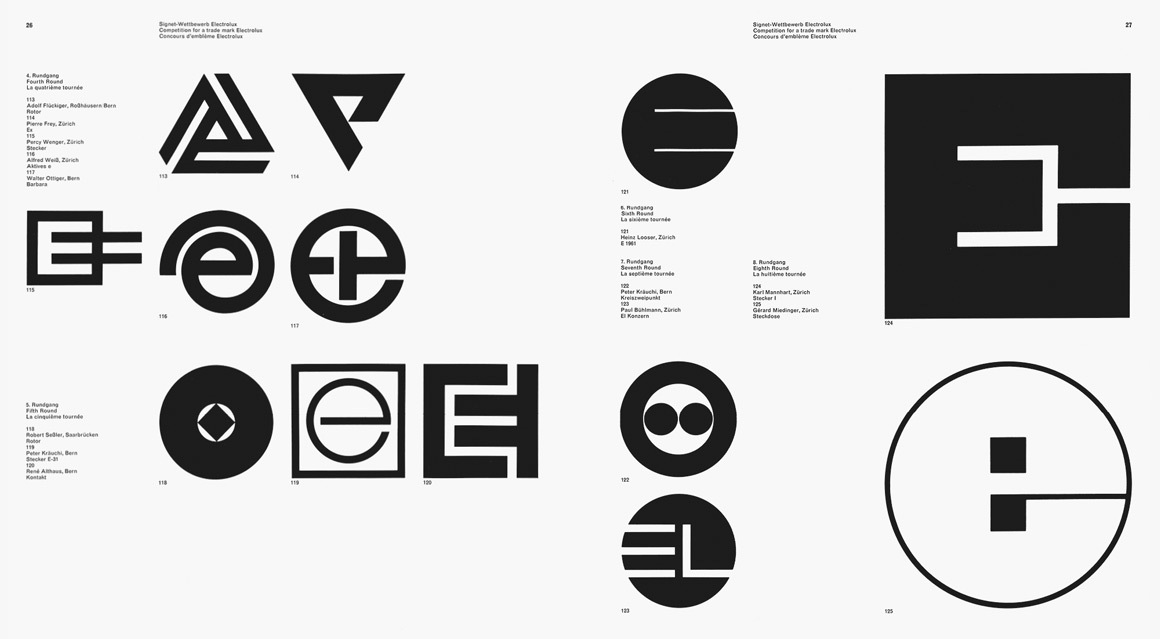 26
Signet-Wettbewerb Electrolux
Competition for a trade mark Electrolux
Concours d'emblème Electrolux
4. Rundgang
Fourth Round
La quatrième tournée
113
Adolf Flückiger, Roßhäusern-Bern
Rotor
114
Pierre Frey, Zürich
Ex
115
Percy Wenger, Zürich
Stecker
116
Alfred Weiß, Zürich
Aktives e
117
Walter Ottiger, Bern
Barbara
113
114
115
116
117
5. Rundgang
Fifth Round
La cinquième tournée
118
Robert Seßler, Saarbrücken
Rotor
119
Peter Kräuchi, Bern
Stecker E-31
120
René Althaus, Bern
Kontakt
118
119
120
Signet-Wettbewerb Electrolux
Competition for a trade mark Electrolux
Concours d'emblème Electrolux
27
121
6. Rundgang
Sixth Round
La sixième tournée
121
Heinz Looser, Zürich
E 1961
7. Rundgang
Seventh Round
La septième tournée
122
Peter Kräuchi, Bern
Kreiszweipunkt
123
Paul Bühlmann, Zürich
El Konzern
8. Rundgang
Eighth Round
La huitième tournée
124
Karl Mannhart, Zürich
Stecker I
125
Gérard Miedinger, Zürich
Steckdose
124
122
EL
123
125